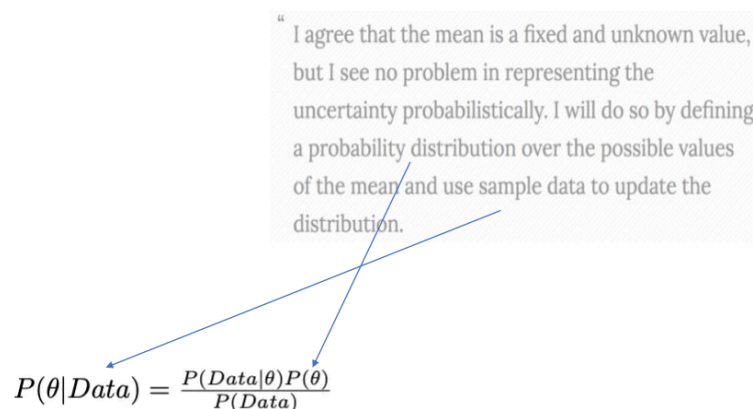 “
I agree that the mean is a fixed and unknown value,
but I see no problem in representing the
uncertainty probabilistically. I will do so by defining
a probability distribution over the possible values
of the mean and use sample data to update the
distribution.
P(θ|Data) = P(Data|θ)P(θ)
P(Data)